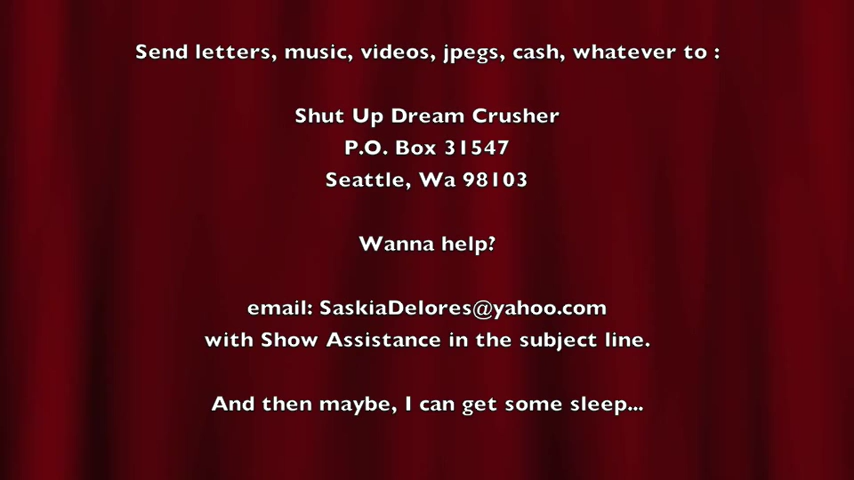 Send letters, music, videos, jpegs, cash, whatever to :
Shut Up Dream Crusher
P.O. Box 31547
Seattle, Wa 98103
Wanna help?
email: SaskiaDelores@yahoo.com
with Show Assistance in the subject line.
And then maybe, I can get some sleep...